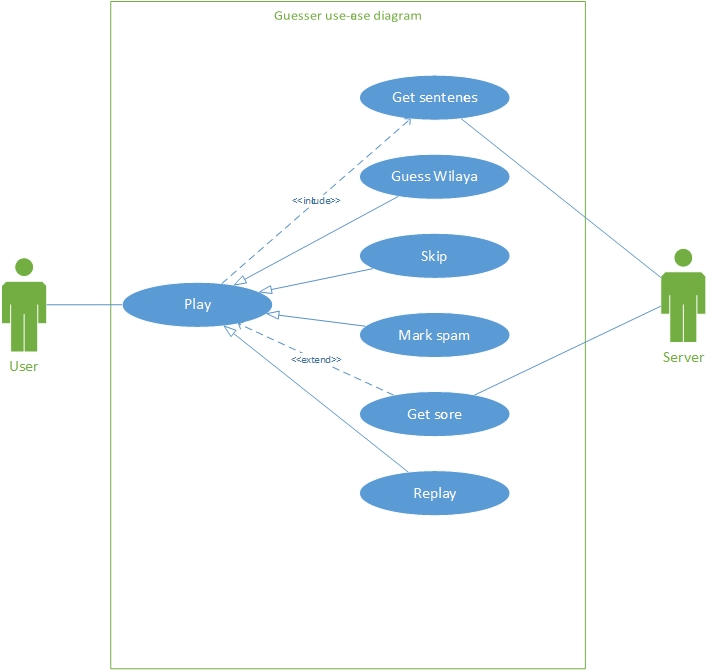 Guesser use-ase diagram
Get sentenes
Guess Wilaya
<<inlude>>
Skip
Play
User
Mark spam
Server
<<extend>>
Get sore
Replay